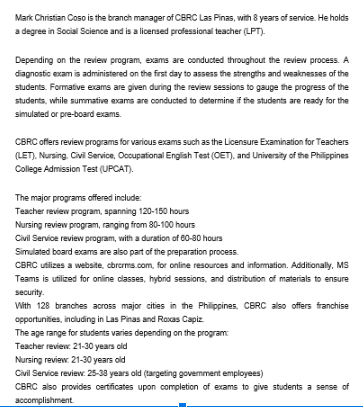 Mark Christian Coso is the branch manager of CBRC Las Pinas, with 8 years of service. He holds
a degree in Social Science and is a licensed professional teacher (LPT).
Depending on the review program, exams are conducted throughout the review process. A
diagnostic exam is administered on the first day to assess the strengths and weaknesses of the
students. Formative exams are given during the review sessions to gauge the progress of the
students, while summative exams are conducted to determine if the students are ready for the
simulated or pre-board exams.
CBRC offers review programs for various exams such as the Licensure Examination for Teachers
(LET), Nursing, Civil Service, Occupational English Test (OET), and University of the Philippines
College Admission Test (UPCAT).
The major programs offered include:
Teacher review program, spanning 120-150 hours
Nursing review program, ranging from 80-100 hours
Civil Service review program, with a duration of 60-80 hours
Simulated board exams are also part of the preparation process.
CBRC utilizes a website, cbrcrms.com, for online resources and information. Additionally, MS
Teams is utilized for online classes, hybrid sessions, and distribution of materials to ensure
security.
With 128 branches across major cities in the Philippines, CBRC also offers franchise
opportunities, including in Las Pinas and Roxas Capiz.
The age range for students varies depending on the program:
Teacher review: 21-30 years old
Nursing review: 21-30 years old
Civil Service review: 25-38 years old (targeting government employees)
CBRC also provides certificates upon completion of exams to give students a sense of
accomplishment.